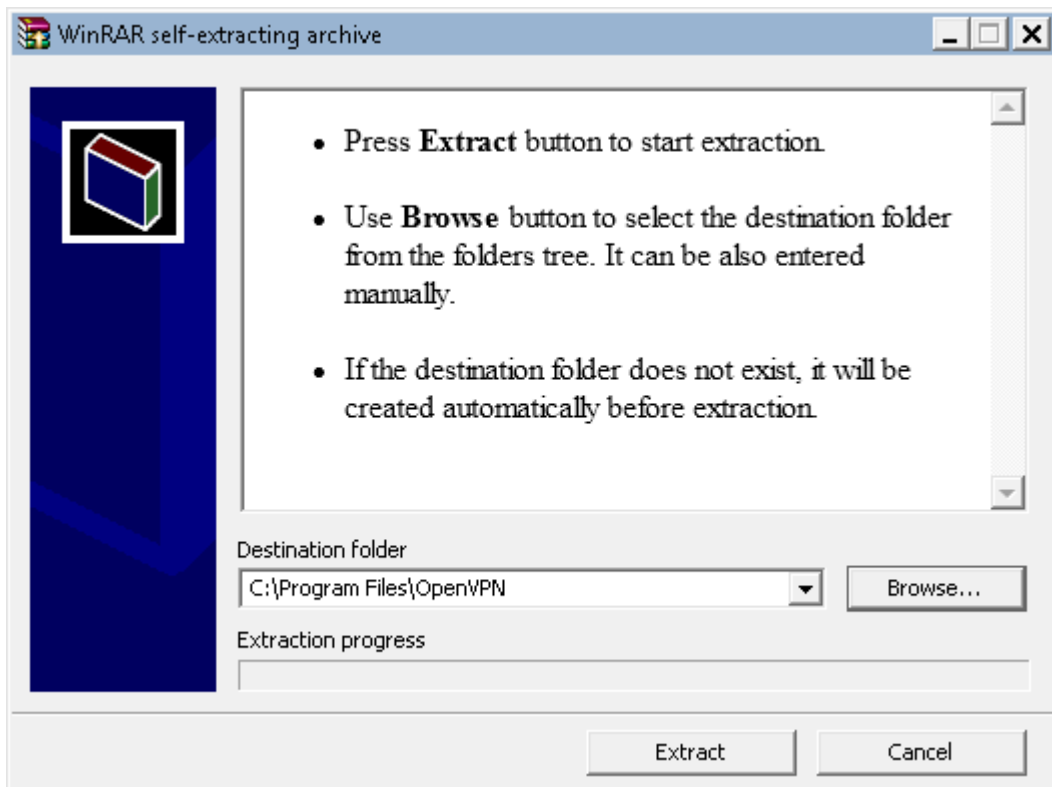 WinRAR self-extracting archive
Press Extract button to start extraction.
Use Browse button to select the destination folder
from the folders tree. It can be also entered
manually.
If the destination folder does not exist, it will be
created automatically before extraction.
Destination folder
C:\Program Files\OpenVPN
Browse...
Extraction progress
Extract
Cancel